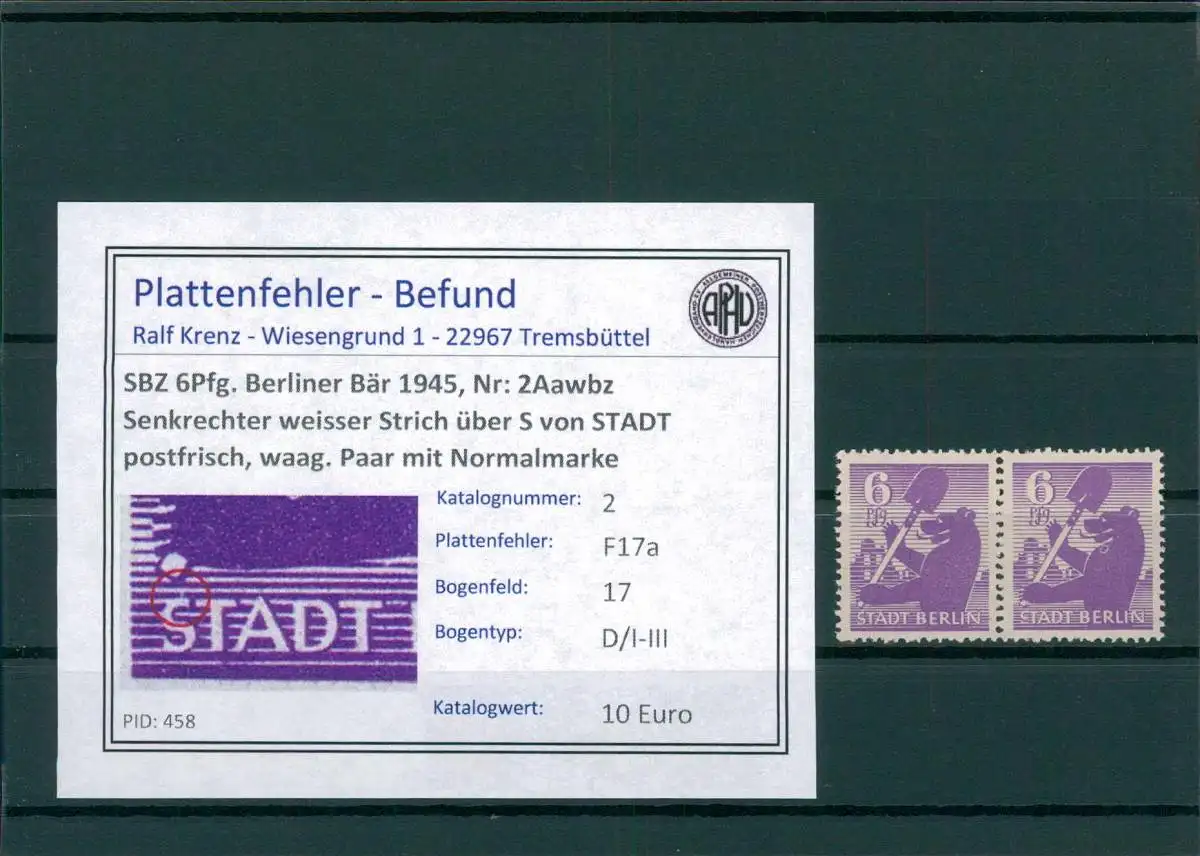 Plattenfehler - Befund
Ralf Krenz - Wiesengrund 1 - 22967 Tremsbüttel
APHV
SBZ 6Pfg. Berliner Bär 1945, Nr: 2Aawbz
Senkrechter weisser Strich über S von STADT
postfrisch, waag. Paar mit Normalmarke
STADT
Katalognummer: 2
Plattenfehler: F17a
Bogenfeld: 17
Bogentyp: D/I-III
Katalogwert: 10 Euro
PID: 458
6
Pfg
STADT BERLIN
6
Pfg
STADT BERLIN